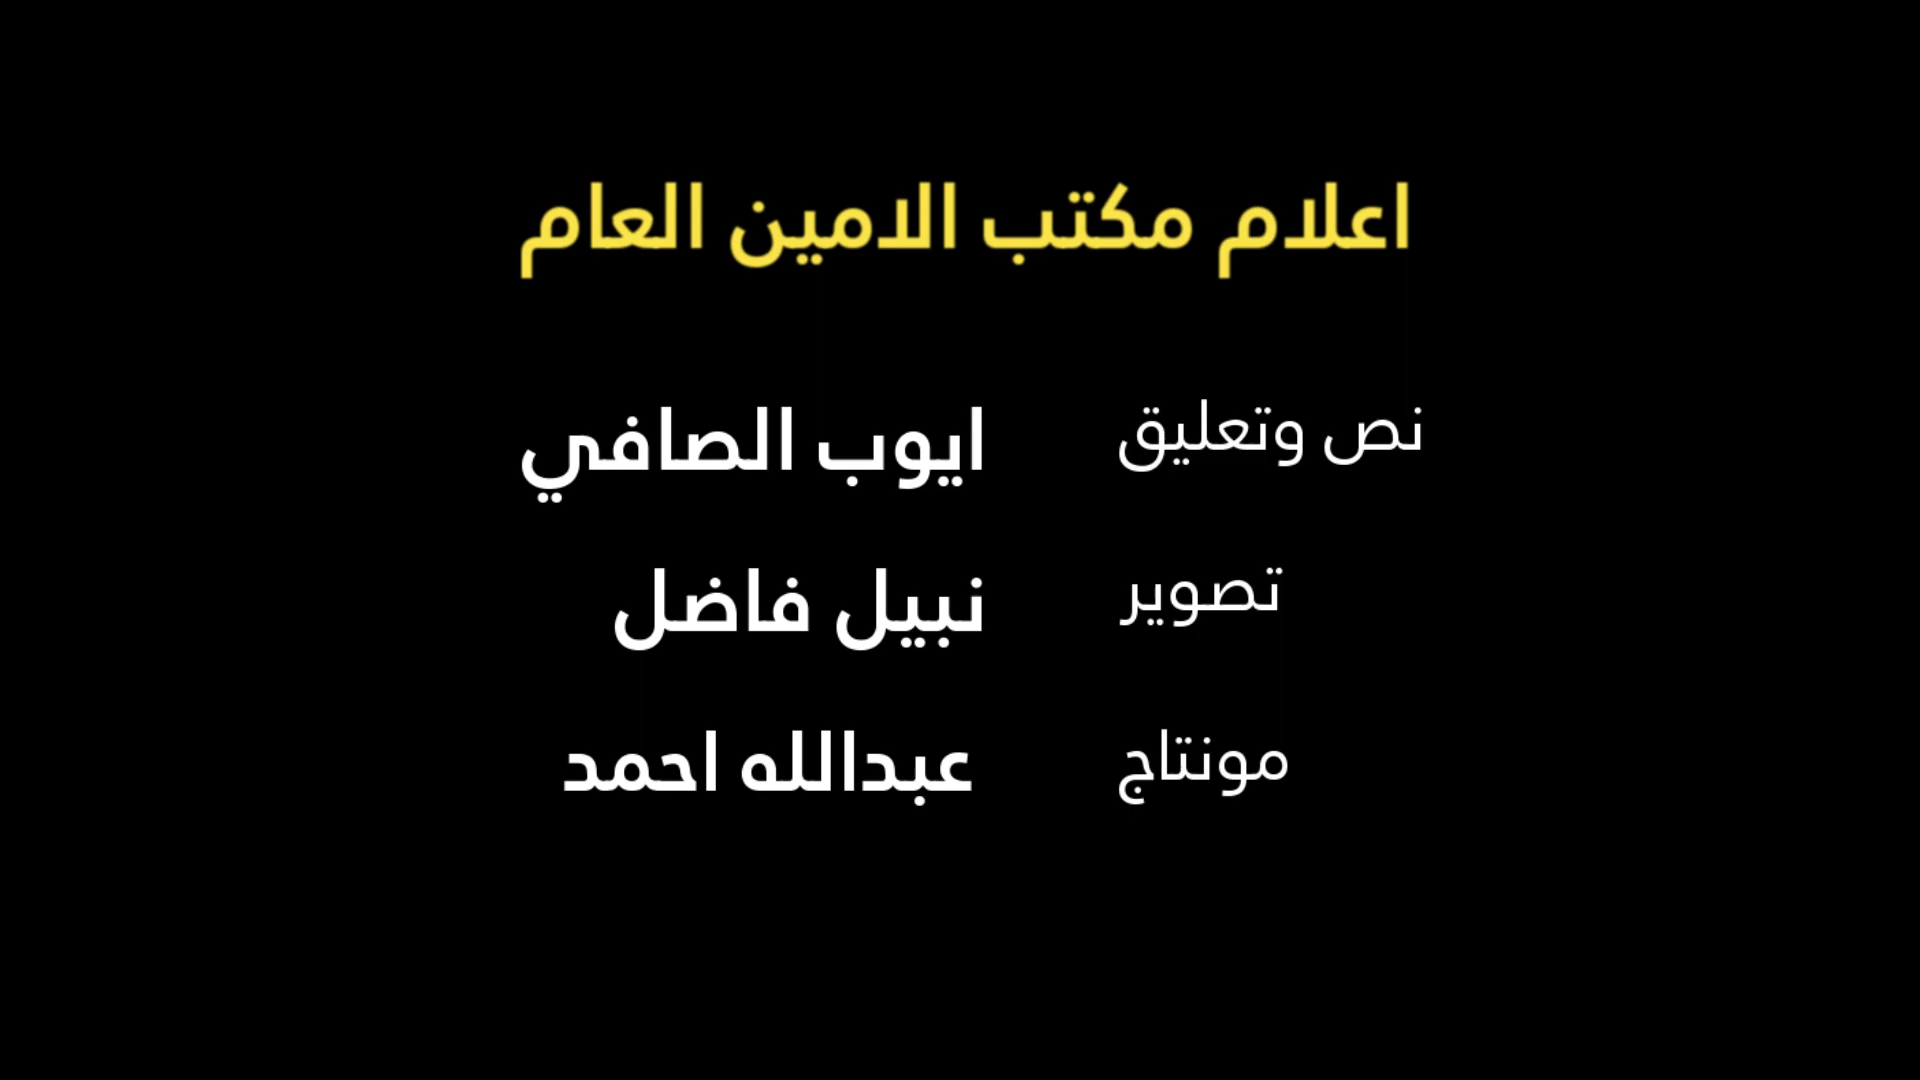 اعلام مكتب الامين العام
نص وتعليق ايوب الصافي
تصوير نبيل فاضل
مونتاج عبدالله احمد